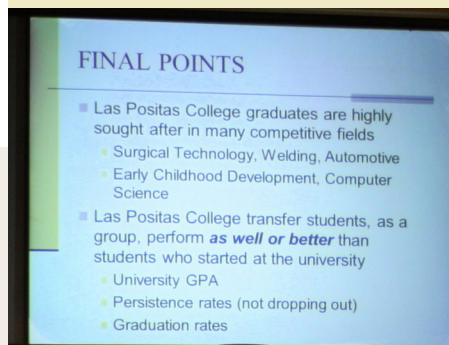 FINAL POINTS
Las Positas College graduates are highly
sought after in many competitive fields
Surgical Technology, Welding, Automotive
Early Childhood Development, Computer
Science
Las Positas College transfer students, as a
group, perform as well or better than
students who started at the university
University GPA
Persistence rates (not dropping out)
Graduation rates